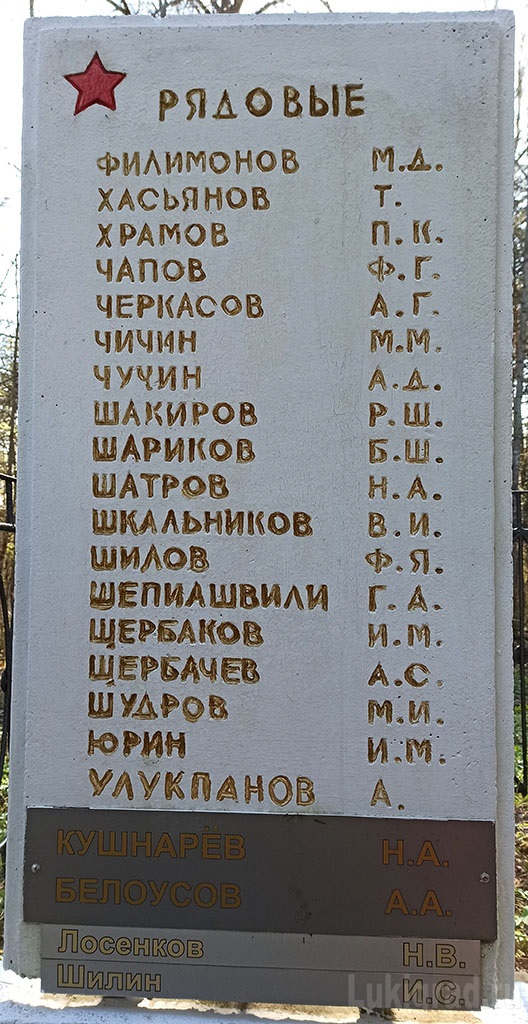 РЯДОВЫЕ
ФИЛИМОНОВ М.Д.
ХАСЬЯНОВ Т.
ХРАМОВ П.К.
ЧАПОВ Ф.Г.
ЧЕРКАСОВ А.Г.
ЧИЧИН М.М.
ЧУЧИН А.Д.
ШАКИРОВ Р.Ш.
ШАРИКОВ Б.Ш.
ШАТРОВ Н.А.
ШКАЛЬНИКОВ В.И.
ШИЛОВ Ф.Я.
ШЕПИАШВИЛИ Г.А.
ЩЕРБАКОВ И.М.
ЩЕРБАЧЕВ А.С.
ШУДРОВ М.И.
ЮРИН И.М.
УЛУКПАНОВ А.
КУШНАРЁВ Н.А.
БЕЛОУСОВ А.А.
Лосенков Н.В.
Шилин И.С.